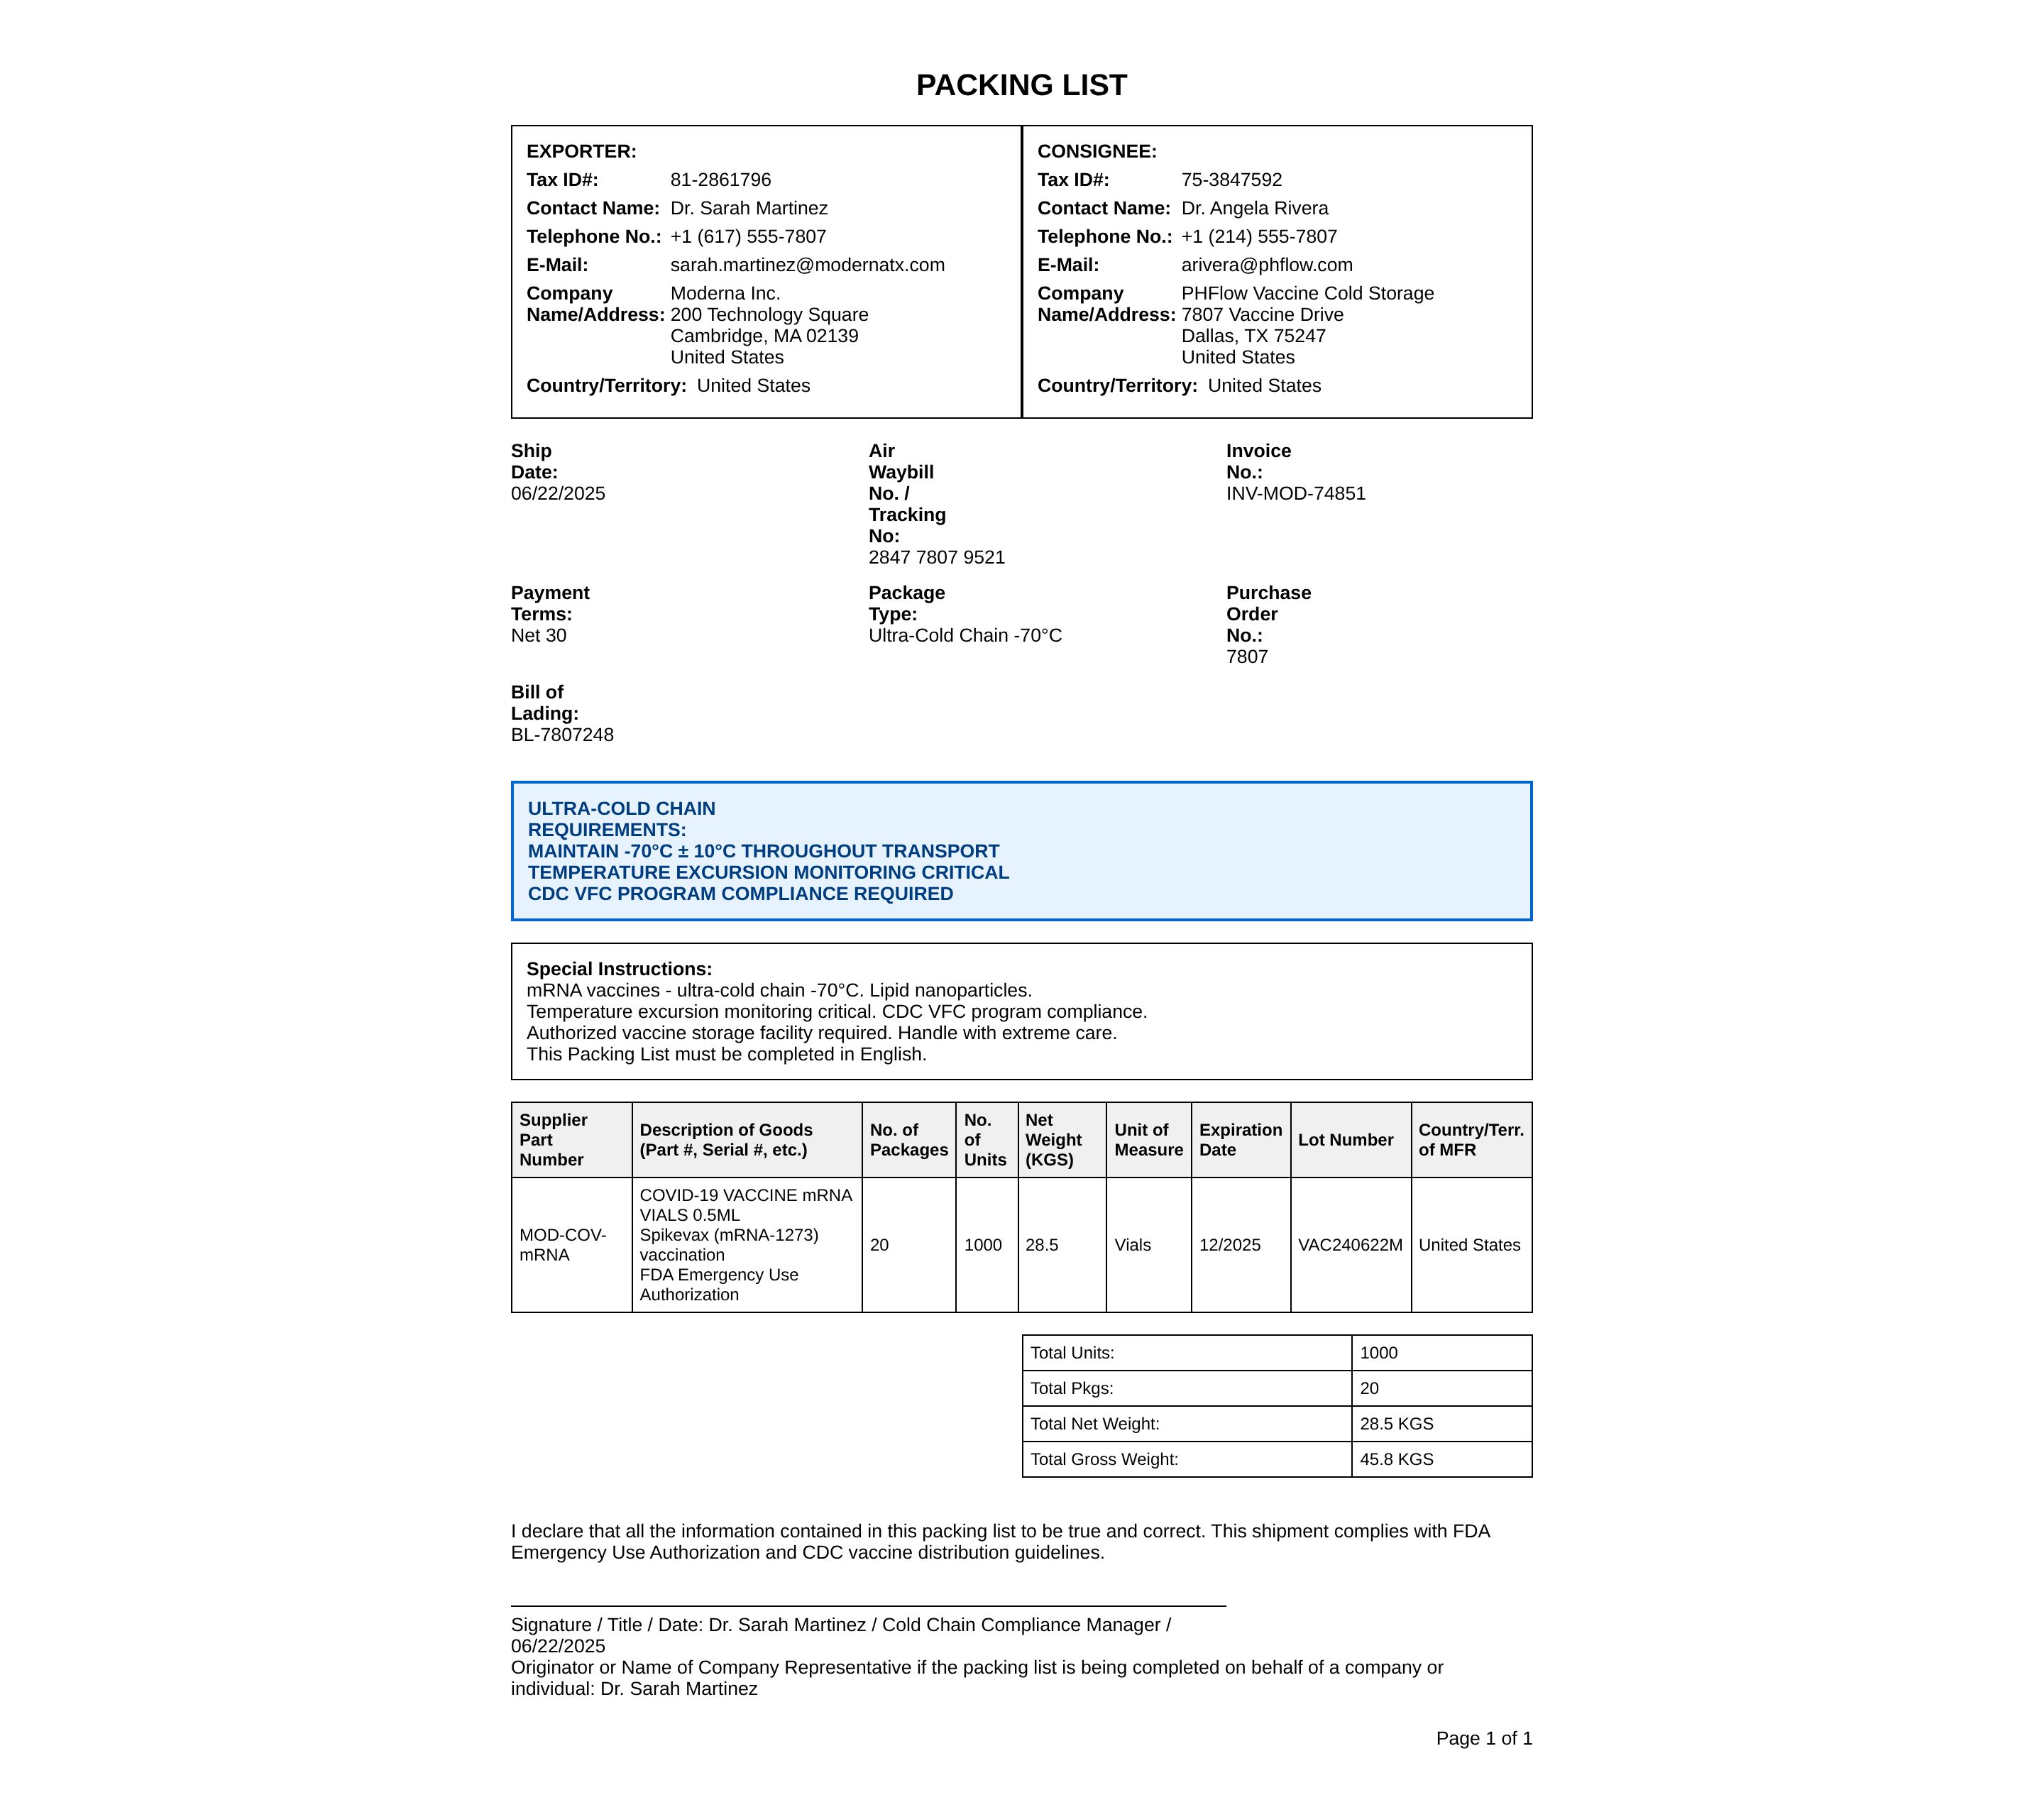 PACKING LIST
EXPORTER:
Tax ID#: 81-2861796
Contact Name: Dr. Sarah Martinez
Telephone No.: +1 (617) 555-7807
E-Mail: sarah.martinez@modernatx.com
Company Moderna Inc.
Name/Address: 200 Technology Square
Cambridge, MA 02139
United States
Country/Territory: United States
CONSIGNEE:
Tax ID#: 75-3847592
Contact Name: Dr. Angela Rivera
Telephone No.: +1 (214) 555-7807
E-Mail: arivera@phflow.com
Company PHFlow Vaccine Cold Storage
Name/Address: 7807 Vaccine Drive
Dallas, TX 75247
United States
Country/Territory: United States
Ship
Date:
06/22/2025
Air
Waybill
No. /
Tracking
No:
2847 7807 9521
Invoice
No.:
INV-MOD-74851
Payment
Terms:
Net 30
Package
Type:
Ultra-Cold Chain -70°C
Purchase
Order
No.:
7807
Bill of
Lading:
BL-7807248
ULTRA-COLD CHAIN
REQUIREMENTS:
MAINTAIN -70°C ± 10°C THROUGHOUT TRANSPORT
TEMPERATURE EXCURSION MONITORING CRITICAL
CDC VFC PROGRAM COMPLIANCE REQUIRED
Special Instructions:
mRNA vaccines - ultra-cold chain -70°C. Lipid nanoparticles.
Temperature excursion monitoring critical. CDC VFC program compliance.
Authorized vaccine storage facility required. Handle with extreme care.
This Packing List must be completed in English.
Supplier
Part
Number
Description of Goods
(Part #, Serial #, etc.)
No. of
Packages
No.
of
Units
Net
Weight
(KGS)
Unit of
Measure
Expiration
Date
Lot Number
Country/Terr.
of MFR
MOD-COV-
mRNA
COVID-19 VACCINE mRNA
VIALS 0.5ML
Spikevax (mRNA-1273)
vaccination
FDA Emergency Use
Authorization
20
1000
28.5
Vials
12/2025
VAC240622M
United States
Total Units: 1000
Total Pkgs: 20
Total Net Weight: 28.5 KGS
Total Gross Weight: 45.8 KGS
I declare that all the information contained in this packing list to be true and correct. This shipment complies with FDA
Emergency Use Authorization and CDC vaccine distribution guidelines.
Signature / Title / Date: Dr. Sarah Martinez / Cold Chain Compliance Manager /
06/22/2025
Originator or Name of Company Representative if the packing list is being completed on behalf of a company or
individual: Dr. Sarah Martinez
Page 1 of 1